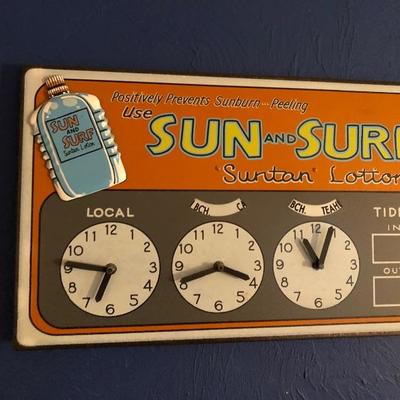 Positively Prevents Sunburn... Peeling
Use
SUN AND SURF
"Suntan" Lotion
SUN
AND
SURF
Suntan Lotion
LOCAL
BCH. CA
BCH. TEAH
TIDE
IN
OUT
11 12 1
10 2
9 3
8 4
7 6 5
11 12 1
10 2
9 3
8 4
7 6 5
11 12 1
10 2
9 3
8 4
7 6 5